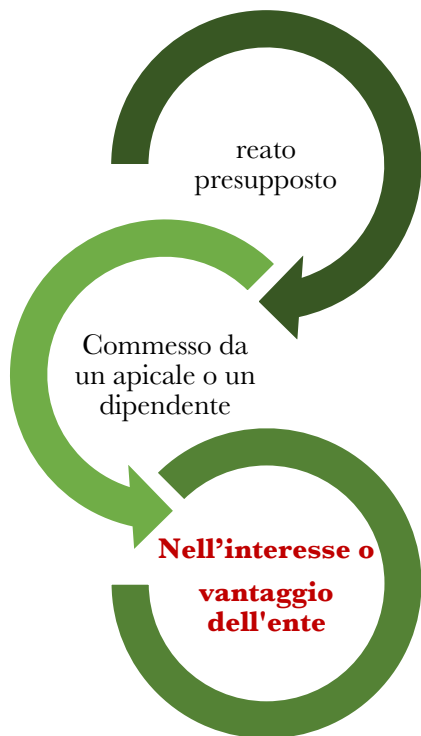 reato
presupposto
Commesso da
un apicale o un
dipendente
Nell’interesse o
vantaggio
dell'ente